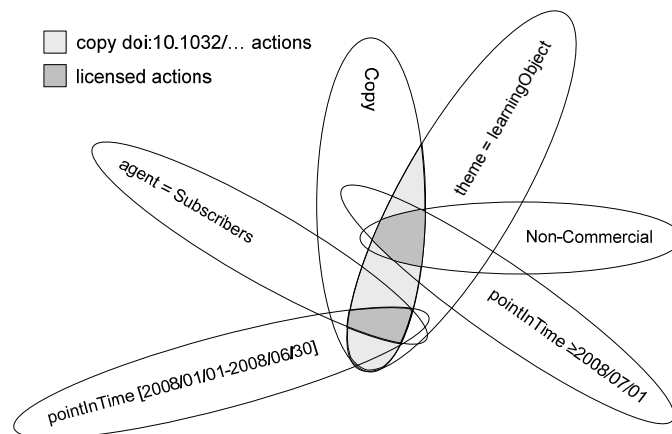 copy doi:10.1032/… actions
licensed actions
Copy
theme = learningObject
agent = Subscribers
Non-Commercial
pointInTime ≥2008/07/01
pointInTime [2008/01/01-2008/06/30]